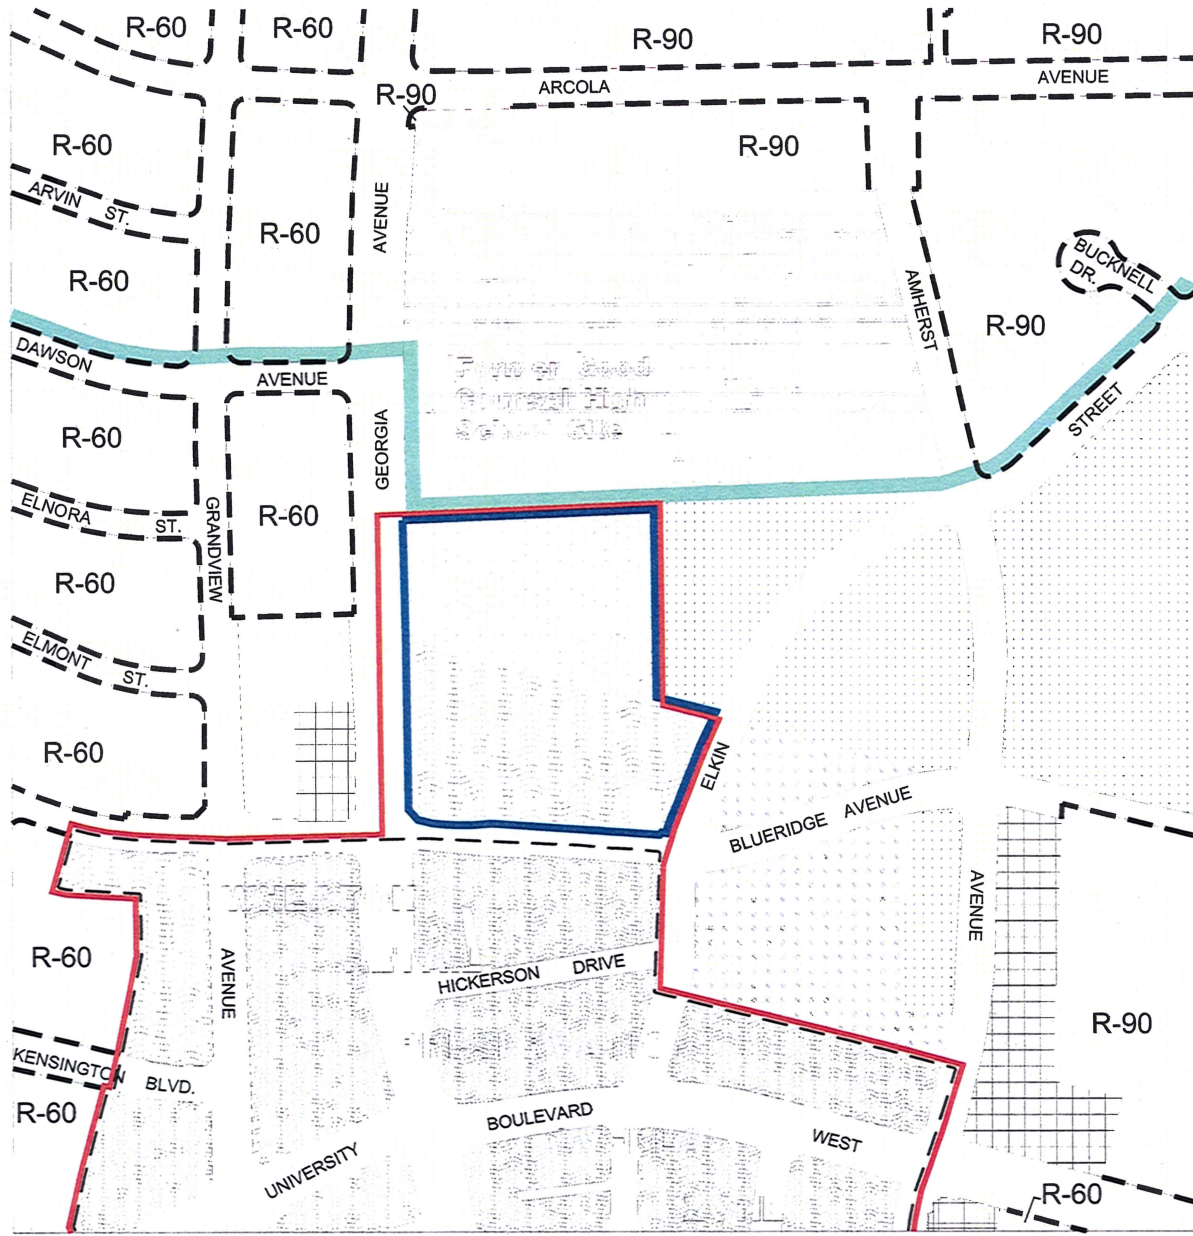 R-60
R-60
R-90
R-90
ARCOLA
AVENUE
R-90
R-60
R-90
ARVIN ST.
R-60
AVENUE
R-60
BUCKNELL
DR.
AMHERST
R-90
DAWSON
AVENUE
STREET
GEORGIA
R-60
ELNORA ST.
GRANDVIEW
R-60
R-60
ELMONT ST.
R-60
ELKIN
BLUERIDGE AVENUE
AVENUE
R-60
AVENUE
HICKERSON DRIVE
R-90
KENSINGTON BLVD.
R-60
BOULEVARD
WEST
UNIVERSITY
R-60